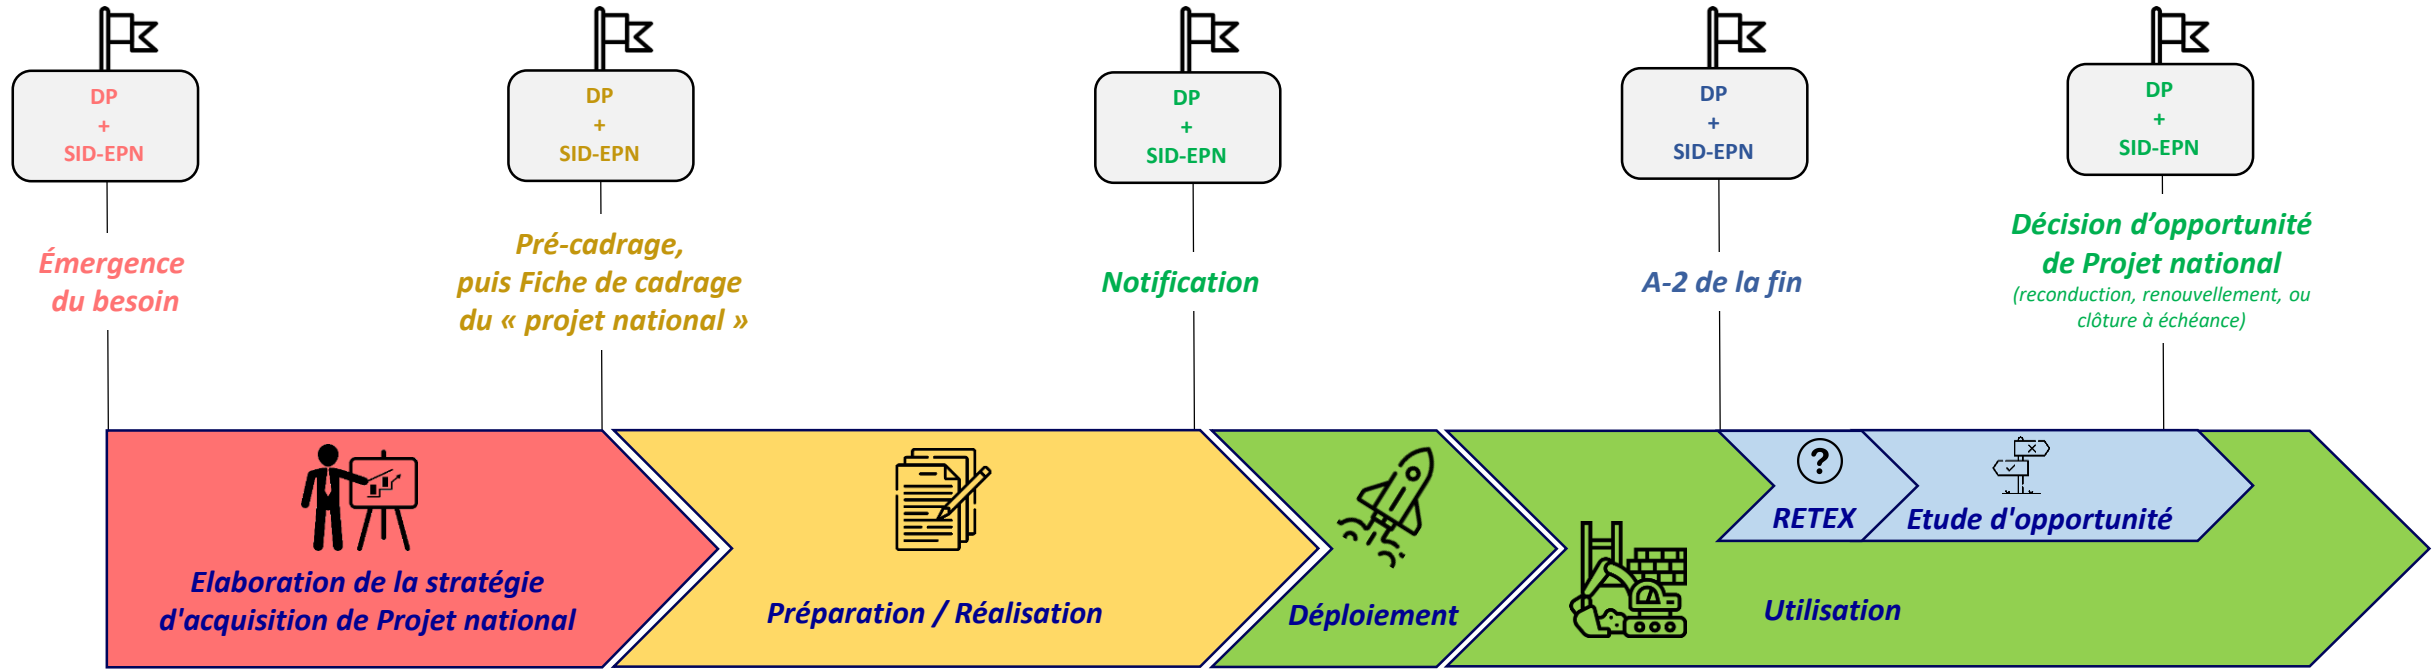 DP
+
SID-EPN
DP
+
SID-EPN
DP
+
SID-EPN
DP
+
SID-EPN
DP
+
SID-EPN
Émergence
du besoin
Pré-cadrage,
puis Fiche de cadrage
du « projet national »
Notification
A-2 de la fin
Décision d’opportunité
de Projet national
(reconduction, renouvellement, ou
clôture à échéance)
Elaboration de la stratégie
d'acquisition de Projet national
Préparation / Réalisation
Déploiement
Utilisation
?
RETEX
Etude d'opportunité